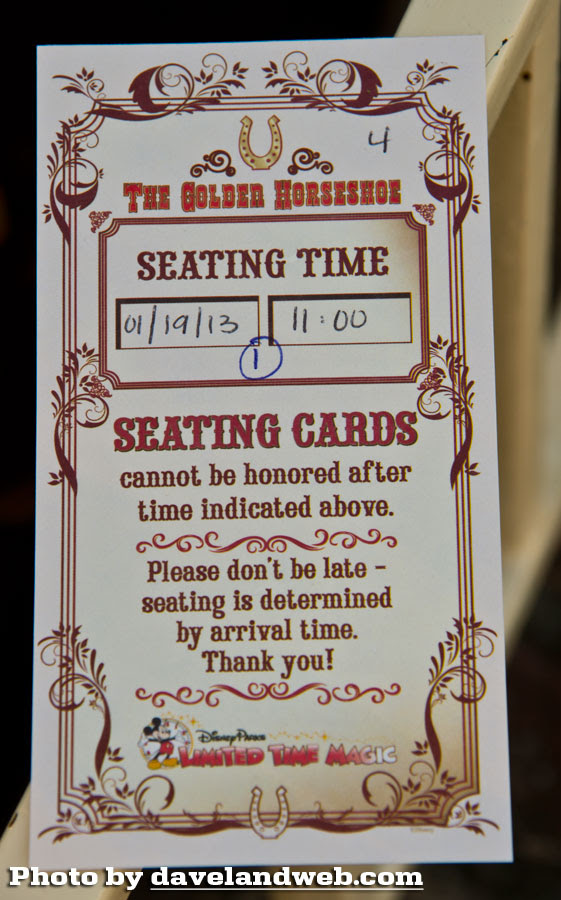 4
THE GOLDEN HORSESHOE
SEATING TIME
01/19/13 11:00
1
SEATING CARDS
cannot be honored after
time indicated above.
Please don't be late –
seating is determined
by arrival time.
Thank you!
Disney Parks
LIMITED TIME MAGIC
©Disney
Photo by davelandweb.com